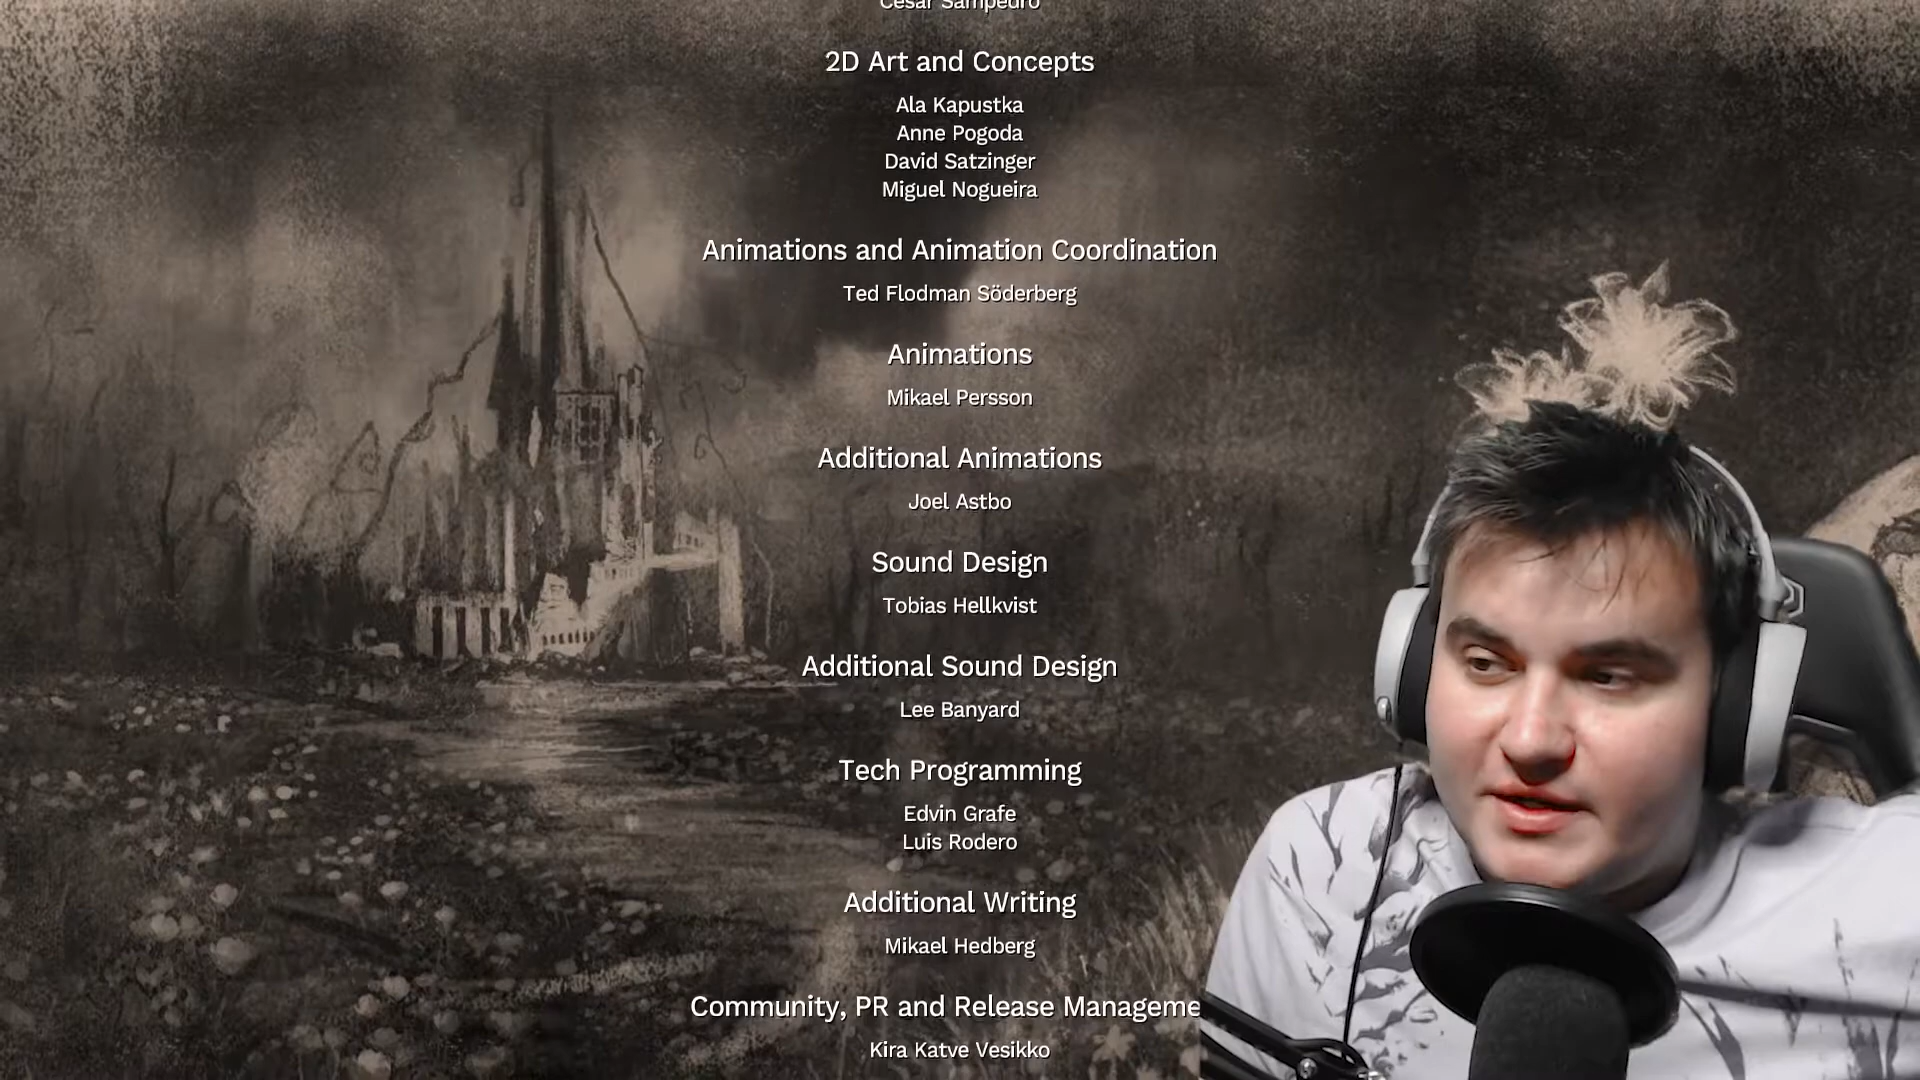 Cesar Sampedro
2D Art and Concepts
Ala Kapustka
Anne Pogoda
David Satzinger
Miguel Nogueira
Animations and Animation Coordination
Ted Flodman Söderberg
Animations
Mikael Persson
Additional Animations
Joel Astbo
Sound Design
Tobias Hellkvist
Additional Sound Design
Lee Banyard
Tech Programming
Edvin Grafe
Luis Rodero
Additional Writing
Mikael Hedberg
Community, PR and Release Manageme
Kira Katve Vesikko